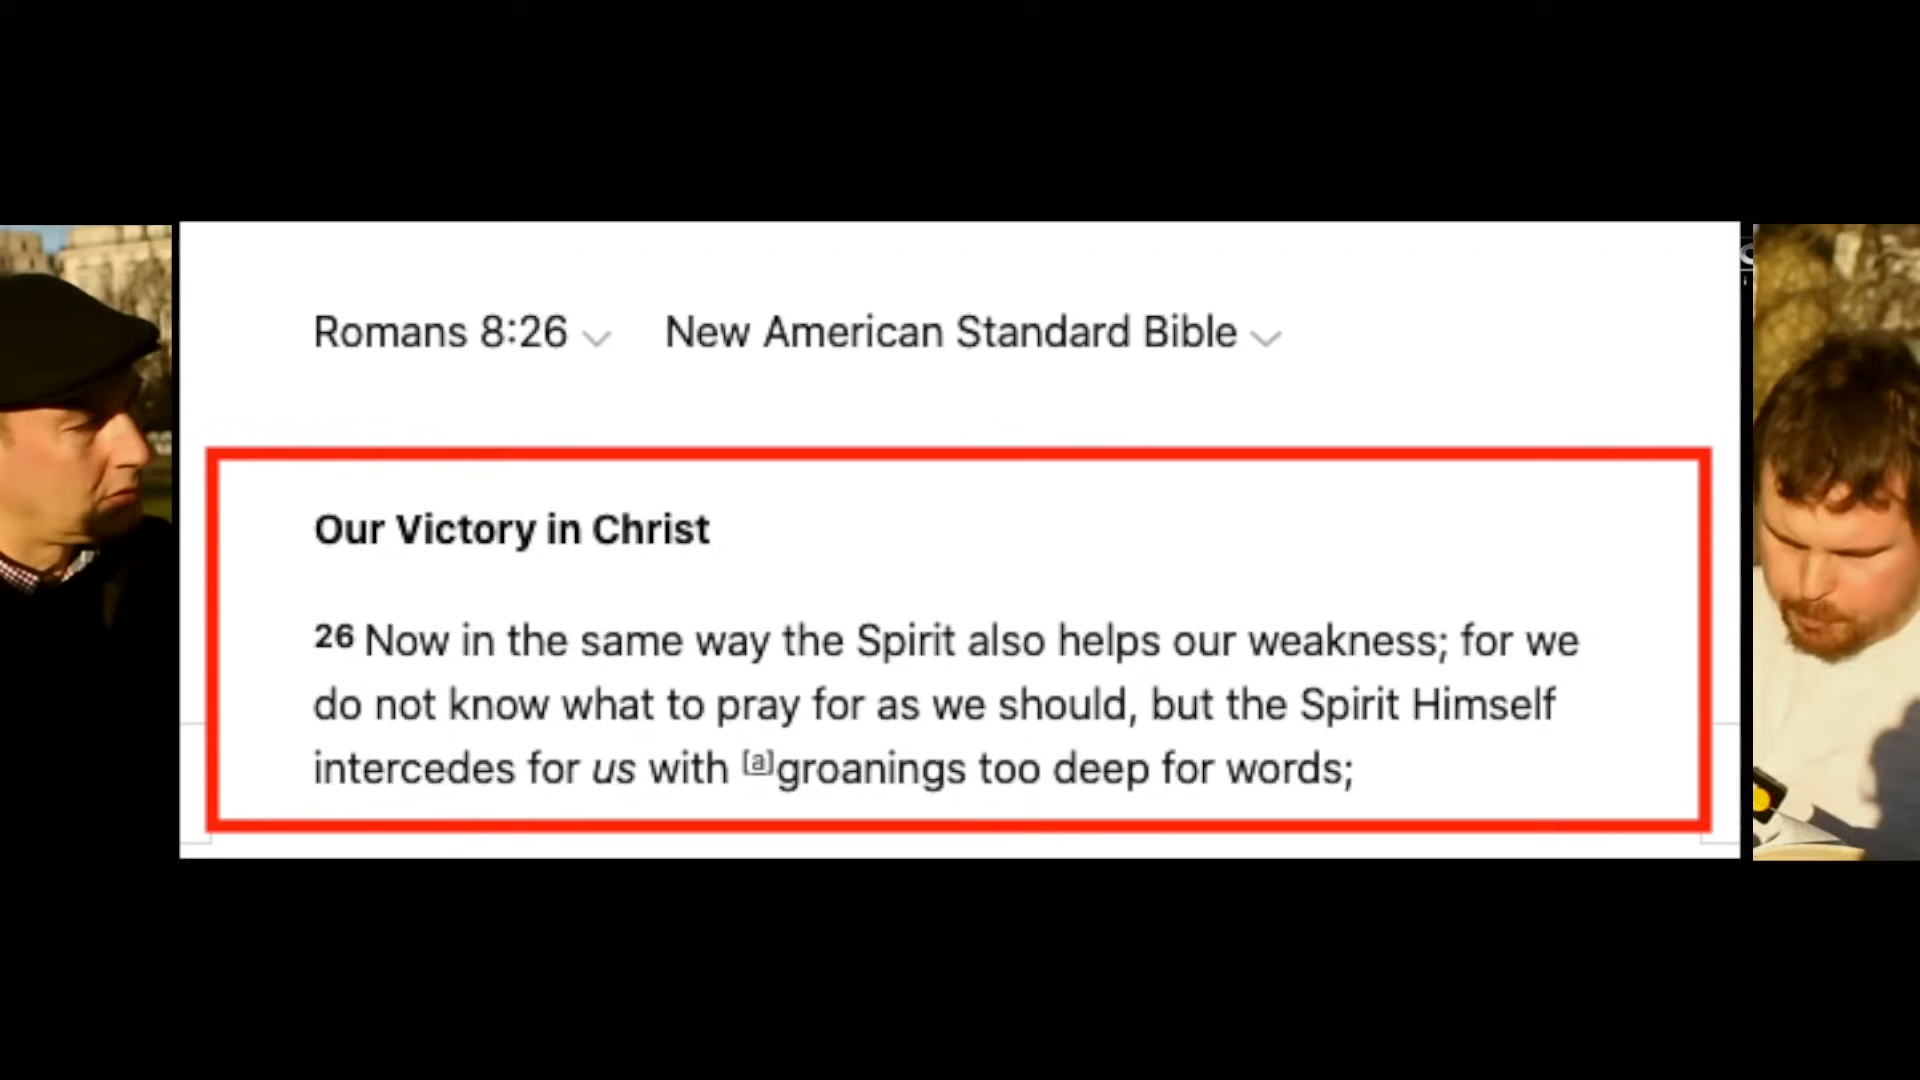 Romans 8:26 New American Standard Bible
Our Victory in Christ
26 Now in the same way the Spirit also helps our weakness; for we
do not know what to pray for as we should, but the Spirit Himself
intercedes for us with [a]groanings too deep for words;